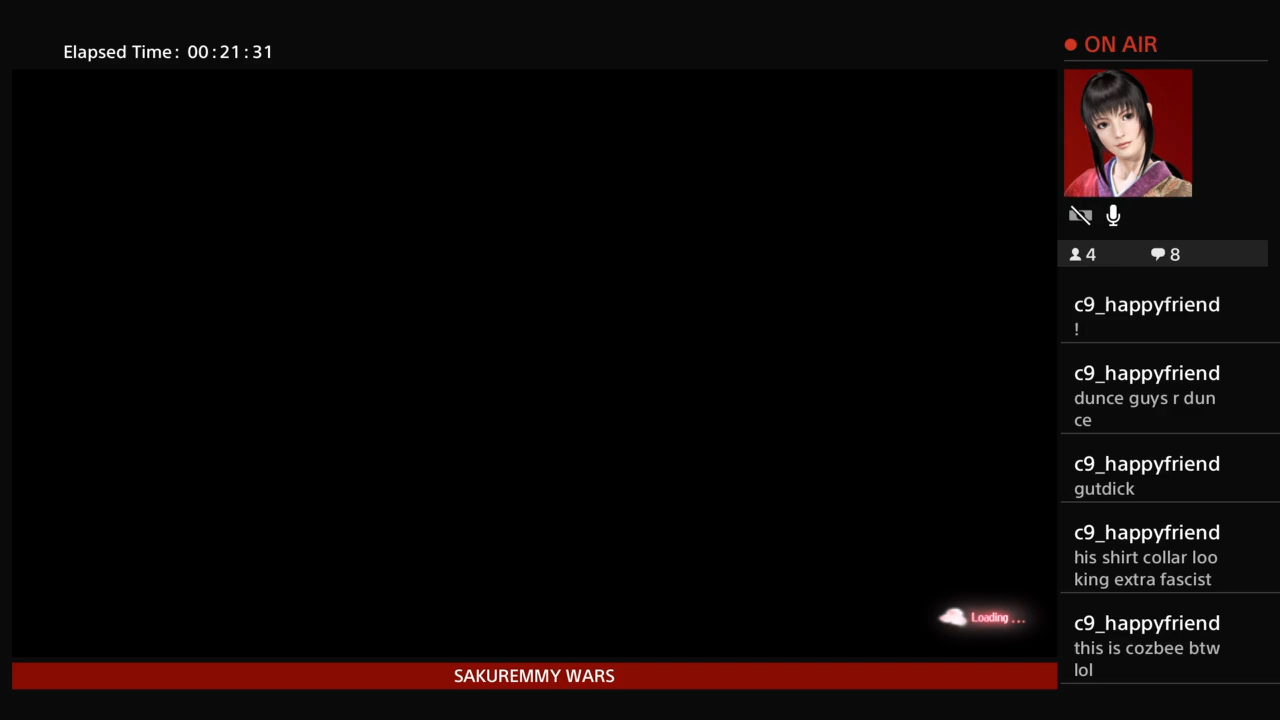 Elapsed Time: 00:21:31
ON AIR
4 8
c9_happyfriend
!
c9_happyfriend
dunce guys r dun
ce
c9_happyfriend
gutdick
c9_happyfriend
his shirt collar loo
king extra fascist
c9_happyfriend
this is cozbee btw
lol
Loading ...
SAKUREMMY WARS